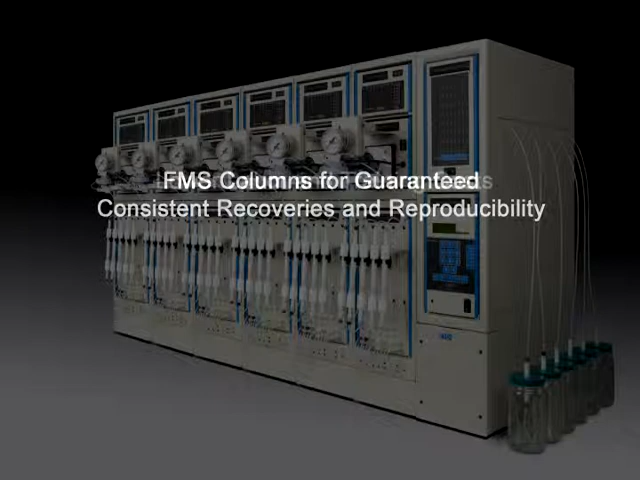 FMS Columns for Guaranteed
Consistent Recoveries and Reproducibility